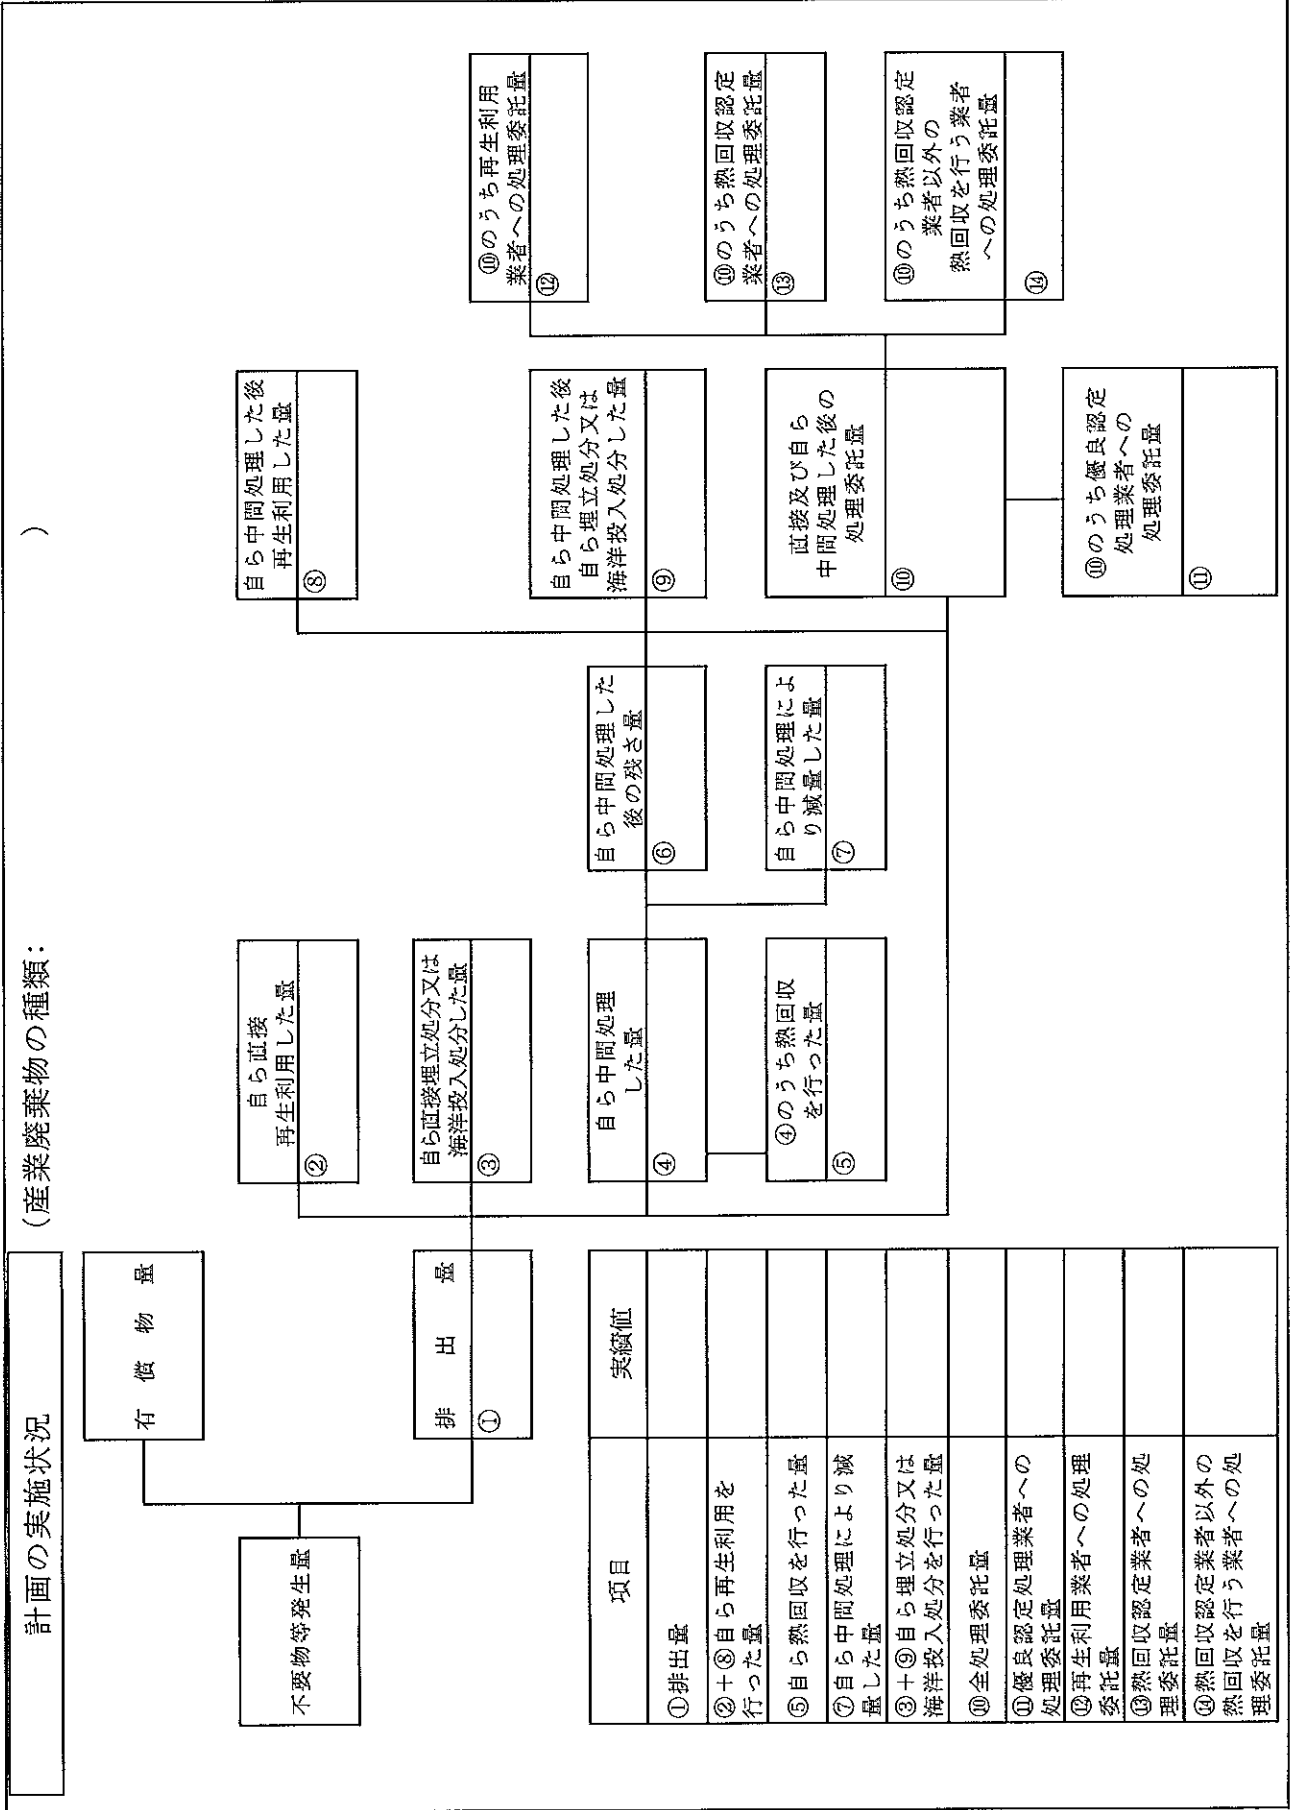 計画の実施状況
(産業廃棄物の種類: )
不要物等発生量
有 償 物 量
排 出 量
①
自ら直接
再生利用した量
②
自ら直接埋立処分又は
海洋投入処分した量
③
自ら中間処理
した量
④
④のうち熱回収
を行った量
⑤
自ら中間処理した
後の残さ量
⑥
自ら中間処理によ
り減量した量
⑦
自ら中間処理した後
再生利用した量
⑧
自ら中間処理した後
自ら埋立処分又は
海洋投入処分した量
⑨
直接及び自ら
中間処理した後の
処理委託量
⑩
⑩のうち優良認定
処理業者への
処理委託量
⑪
⑩のうち再生利用
業者への処理委託量
⑫
⑩のうち熱回収認定
業者への処理委託量
⑬
⑩のうち熱回収認定
業者以外の
熱回収を行う業者
への処理委託量
⑭
項目
実績値
①排出量
②+⑧自ら再生利用を
行った量
⑤自ら熱回収を行った量
⑦自ら中間処理により減
量した量
③+⑨自ら埋立処分又は
海洋投入処分を行った量
⑩全処理委託量
⑪優良認定処理業者への
処理委託量
⑫再生利用業者への処理
委託量
⑬熱回収認定業者への処
理委託量
⑭熱回収認定業者以外の
熱回収を行う業者への処
理委託量